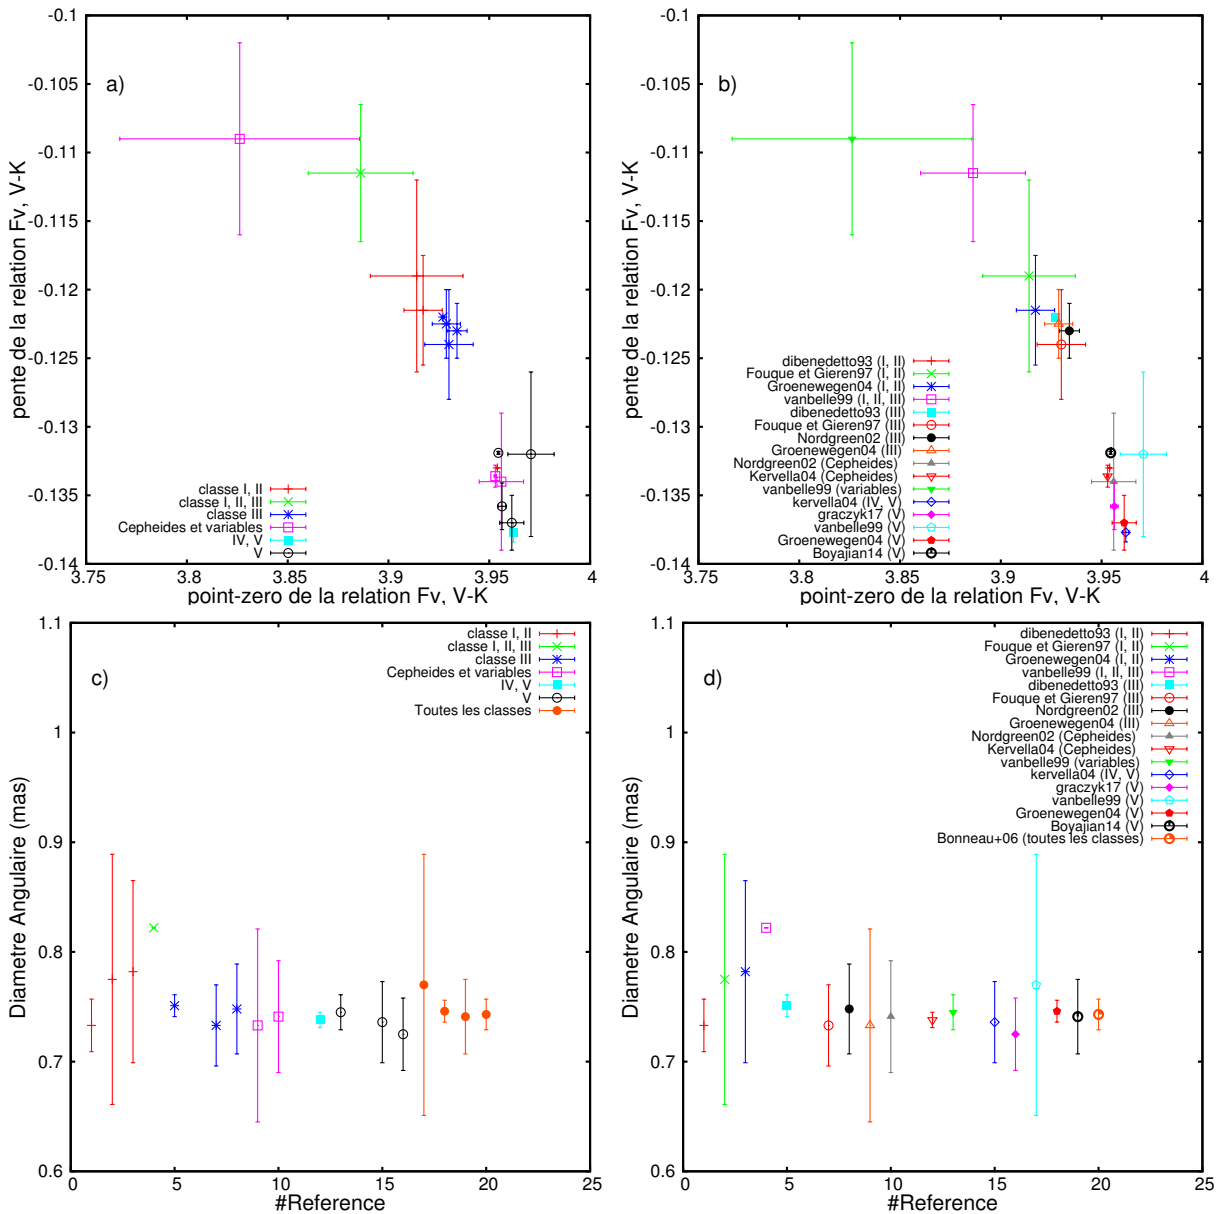 a)
pente de la relation Fv, V-K
-0.1
-0.105
-0.11
-0.115
-0.12
-0.125
-0.13
-0.135
-0.14
3.75
3.8
3.85
3.9
3.95
4
point-zero de la relation Fv, V-K
classe I, II
classe I, II, III
classe III
Cepheides et variables
IV, V
V
b)
pente de la relation Fv, V-K
-0.1
-0.105
-0.11
-0.115
-0.12
-0.125
-0.13
-0.135
-0.14
3.75
3.8
3.85
3.9
3.95
4
point-zero de la relation Fv, V-K
dibenedetto93 (I, II)
Fouque et Gieren97 (I, II)
Groenewegen04 (I, II)
vanbelle99 (I, II, III)
dibenedetto93 (III)
Fouque et Gieren97 (III)
Nordgreen02 (III)
Groenewegen04 (III)
Nordgreen02 (Cepheides)
Kervella04 (Cepheides)
vanbelle99 (variables)
kervella04 (IV, V)
graczyk17 (V)
vanbelle99 (V)
Groenewegen04 (V)
Boyajian14 (V)
c)
Diametre Angulaire (mas)
1.1
1
0.9
0.8
0.7
0.6
0
5
10
15
20
25
#Reference
classe I, II
classe I, II, III
classe III
Cepheides et variables
IV, V
V
Toutes les classes
d)
Diametre Angulaire (mas)
1.1
1
0.9
0.8
0.7
0.6
0
5
10
15
20
25
#Reference
dibenedetto93 (I, II)
Fouque et Gieren97 (I, II)
Groenewegen04 (I, II)
vanbelle99 (I, II, III)
dibenedetto93 (III)
Fouque et Gieren97 (III)
Nordgreen02 (III)
Groenewegen04 (III)
Nordgreen02 (Cepheides)
Kervella04 (Cepheides)
vanbelle99 (variables)
kervella04 (IV, V)
graczyk17 (V)
vanbelle99 (V)
Groenewegen04 (V)
Boyajian14 (V)
Bonneau+06 (toutes les classes)